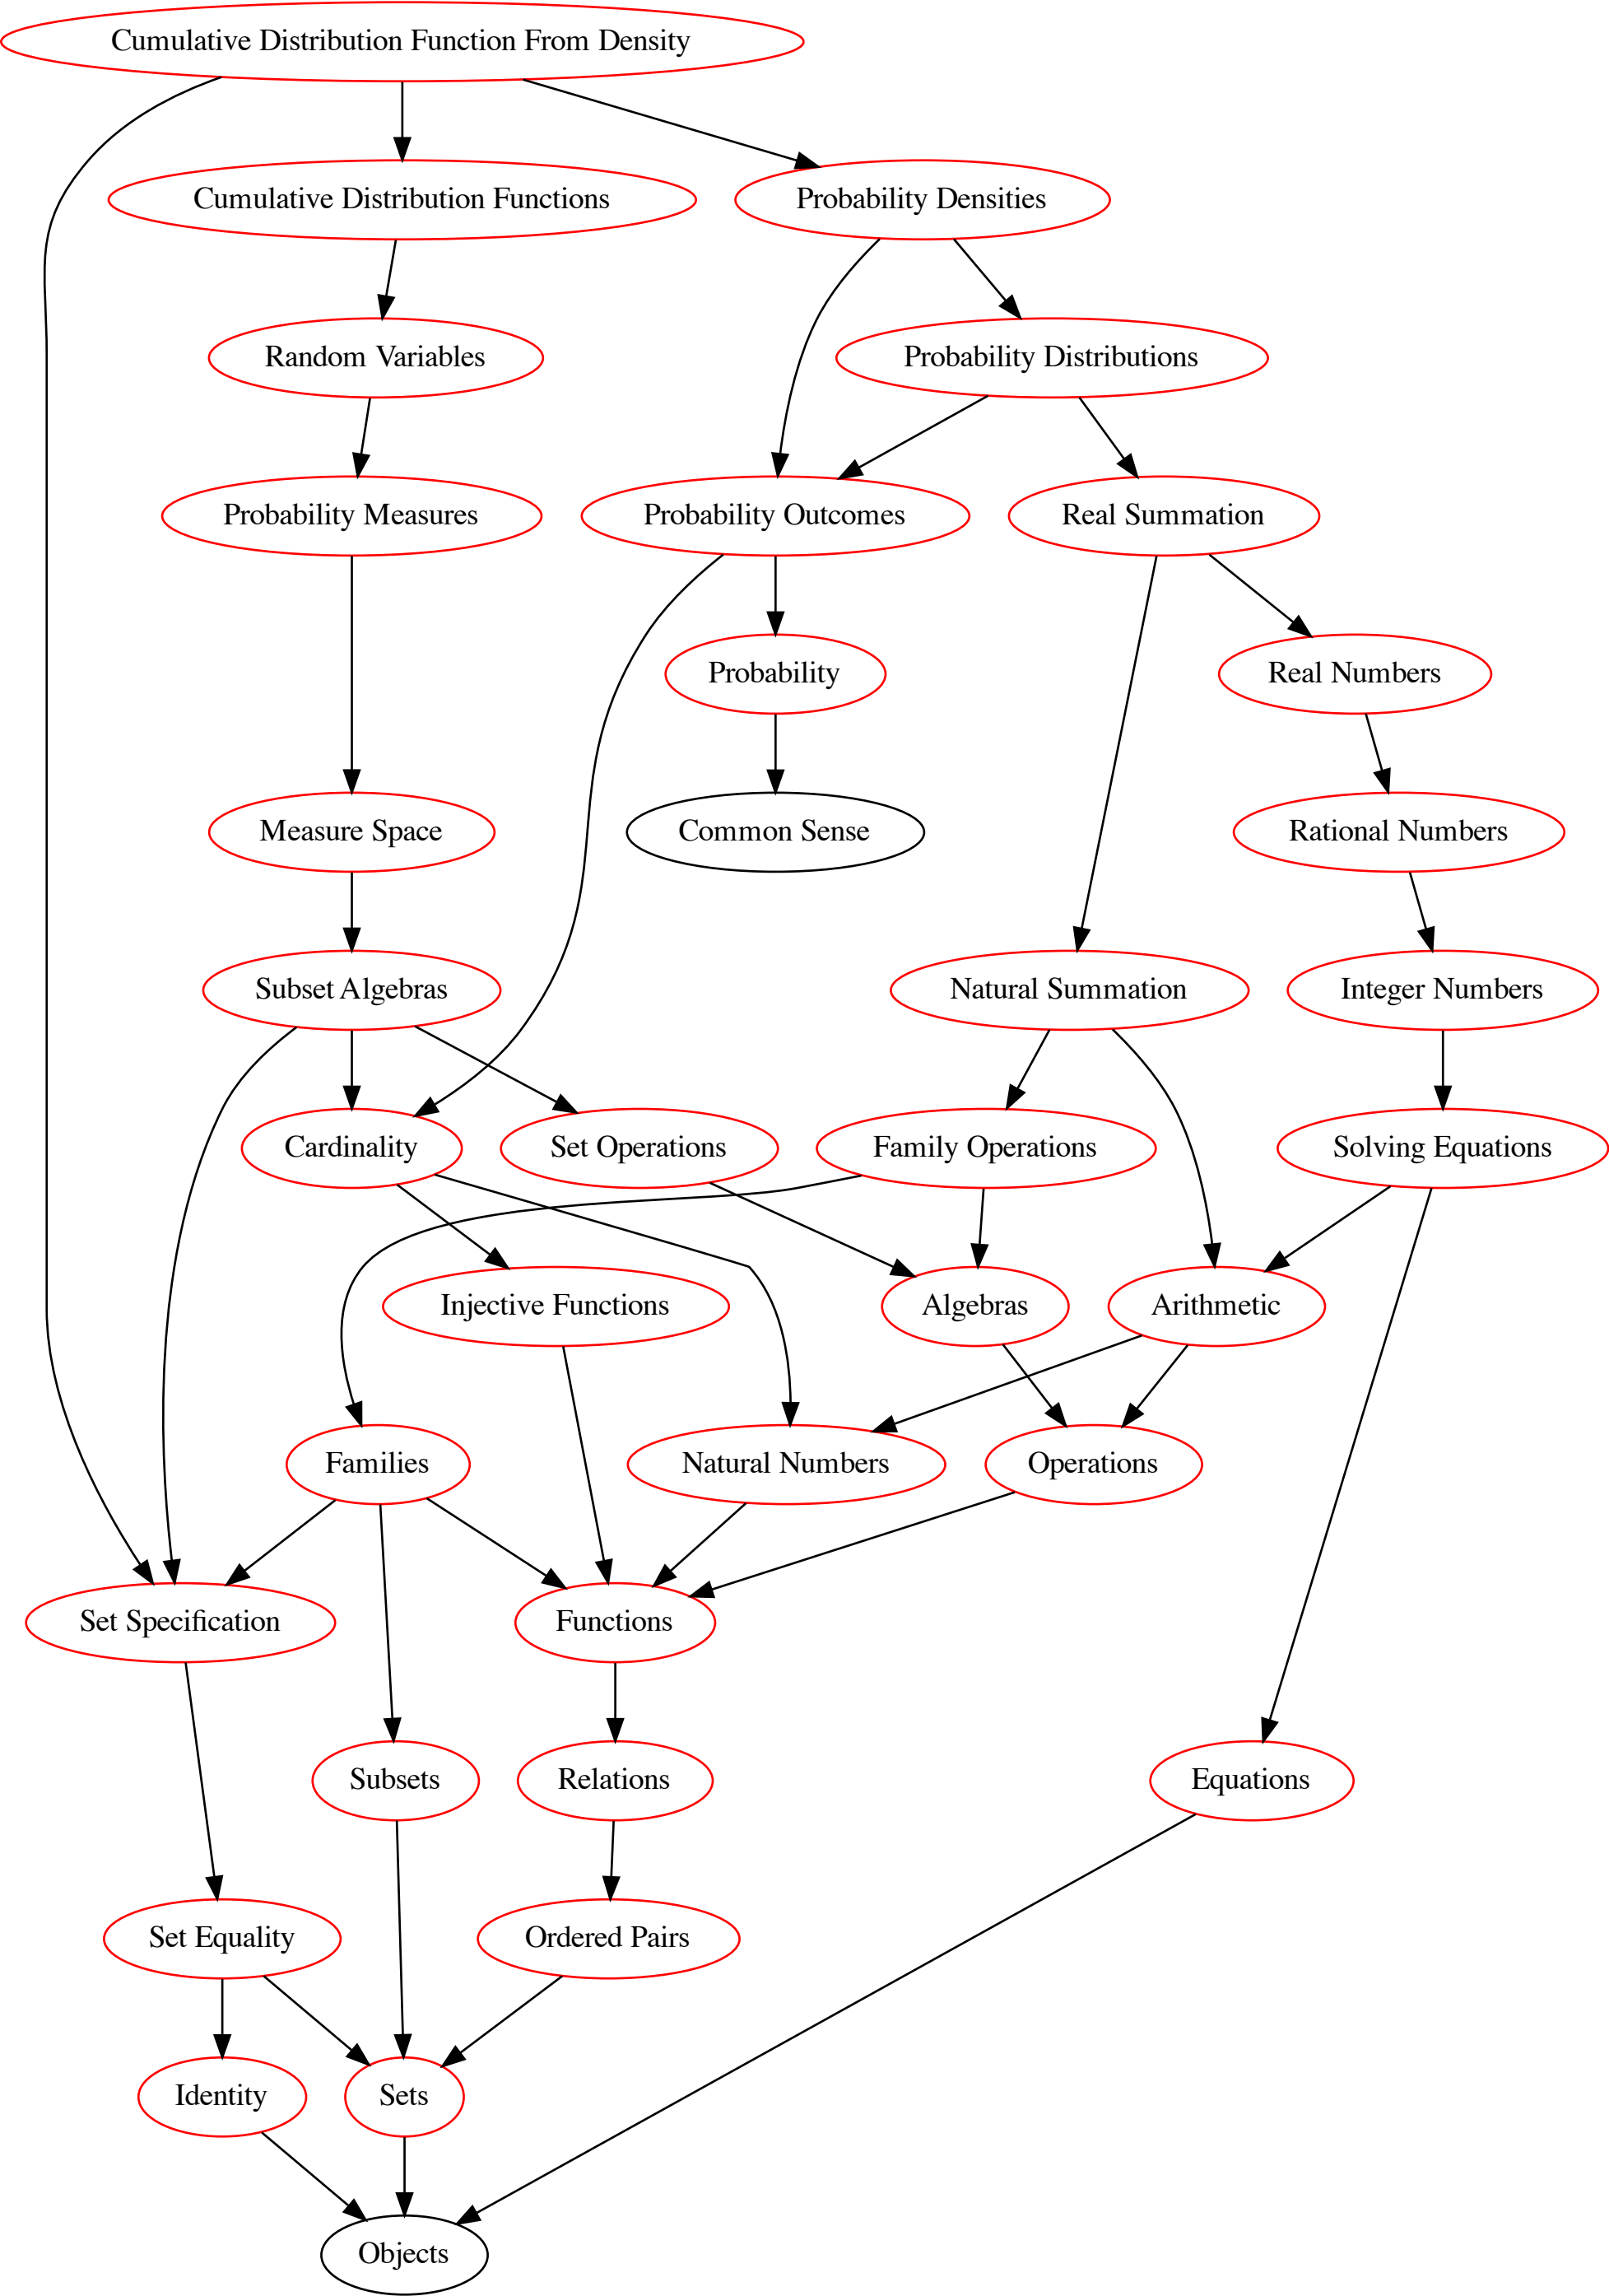 Cumulative Distribution Function From Density
Cumulative Distribution Functions
Probability Densities
Random Variables
Probability Distributions
Probability Measures
Probability Outcomes
Real Summation
Probability
Real Numbers
Measure Space
Common Sense
Rational Numbers
Subset Algebras
Natural Summation
Integer Numbers
Cardinality
Set Operations
Family Operations
Solving Equations
Injective Functions
Algebras
Arithmetic
Families
Natural Numbers
Operations
Set Specification
Functions
Subsets
Relations
Equations
Set Equality
Ordered Pairs
Identity
Sets
Objects